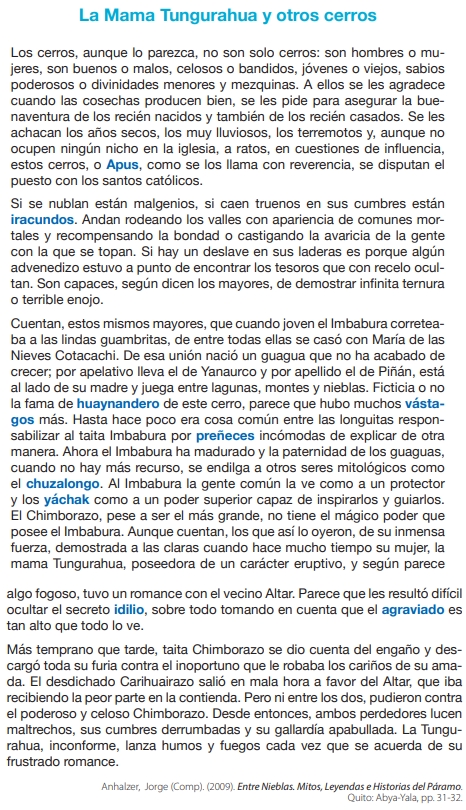 La Mama Tungurahua y otros cerros
Los cerros, aunque lo parezca, no son solo cerros: son hombres o mu-
jeres, son buenos o malos, celosos o bandidos, jóvenes o viejos, sabios
poderosos o divinidades menores y mezquinas. A ellos se les agradece
cuando las cosechas producen bien, se les pide para asegurar la bue-
naventura de los recién nacidos y también de los recién casados. Se les
achacan los años secos, los muy lluviosos, los terremotos y, aunque no
ocupen ningún nicho en la iglesia, a ratos, en cuestiones de influencia,
estos cerros, o Apus, como se los llama con reverencia, se disputan el
puesto con los santos católicos.
Si se nublan están malgenios, si caen truenos en sus cumbres están
iracundos. Andan rodeando los valles con apariencia de comunes mor-
tales y recompensando la bondad o castigando la avaricia de la gente
con la que se topan. Si hay un deslave en sus laderas es porque algún
advenedizo estuvo a punto de encontrar los tesoros que con recelo ocul-
tan. Son capaces, según dicen los mayores, de demostrar infinita ternura
o terrible enojo.
Cuentan, estos mismos mayores, que cuando joven el Imbabura corretea-
ba a las lindas guambritas, de entre todas ellas se casó con María de las
Nieves Cotacachi. De esa unión nació un guagua que no ha acabado de
crecer; por apelativo lleva el de Yanaurco y por apellido el de Piñán, está
al lado de su madre y juega entre lagunas, montes y nieblas. Ficticia o no
la fama de huaynandero de este cerro, parece que hubo muchos vásta-
gos más. Hasta hace poco era cosa común entre las longuitas respon-
sabilizar al taita Imbabura por preñeces incómodas de explicar de otra
manera. Ahora el Imbabura ha madurado y la paternidad de los guaguas,
cuando no hay más recurso, se endilga a otros seres mitológicos como
el chuzalongo. Al Imbabura la gente común la ve como a un protector
y los yáchak como a un poder superior capaz de inspirarlos y guiarlos.
El Chimborazo, pese a ser el más grande, no tiene el mágico poder que
posee el Imbabura. Aunque cuentan, los que así lo oyeron, de su inmensa
fuerza, demostrada a las claras cuando hace mucho tiempo su mujer, la
mama Tungurahua, poseedora de un carácter eruptivo, y según parece
algo fogoso, tuvo un romance con el vecino Altar. Parece que les resultó difícil
ocultar el secreto idilio, sobre todo tomando en cuenta que el agraviado es
tan alto que todo lo ve.
Más temprano que tarde, taita Chimborazo se dio cuenta del engaño y des-
cargó toda su furia contra el inoportuno que le robaba los cariños de su ama-
da. El desdichado Carihuairazo salió en mala hora a favor del Altar, que iba
recibiendo la peor parte en la contienda. Pero ni entre los dos, pudieron contra
el poderoso y celoso Chimborazo. Desde entonces, ambos perdedores lucen
maltrechos, sus cumbres derrumbadas y su gallardía apabullada. La Tungu-
rahua, inconforme, lanza humos y fuegos cada vez que se acuerda de su
frustrado romance.
Anhalzer, Jorge (Comp). (2009). Entre Nieblas. Mitos, Leyendas e Historias del Páramo.
Quito: Abya-Yala, pp. 31-32.